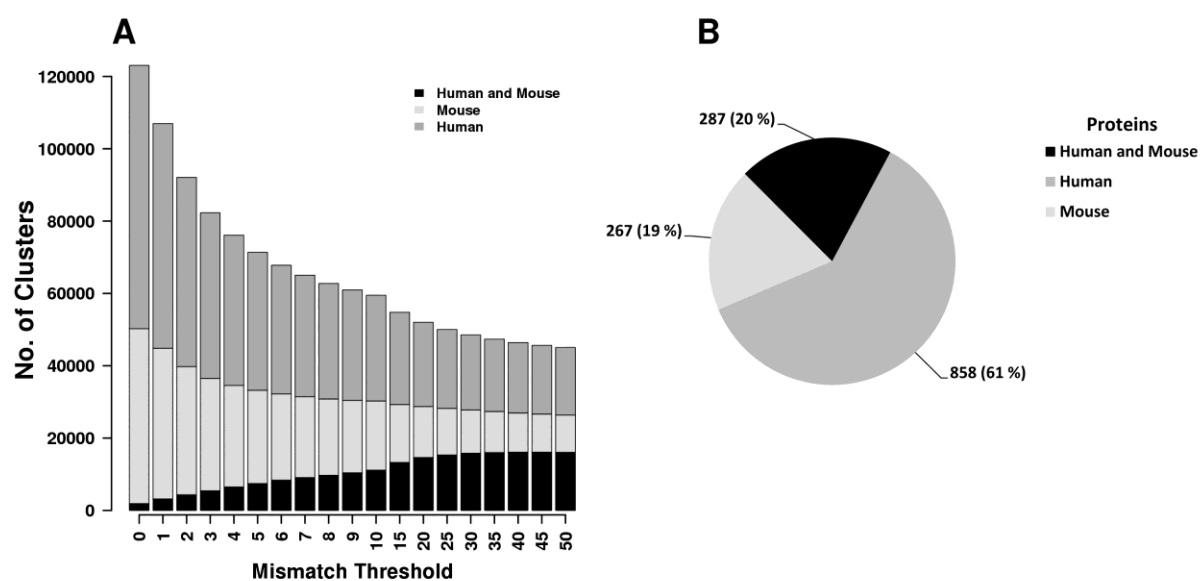 A
No. of Clusters
120000
100000
80000
60000
40000
20000
0
Human and Mouse
Mouse
Human
0 1 2 3 4 5 6 7 8 9 10 15 20 25 30 35 40 45 50
Mismatch Threshold
B
287 (20 %)
267 (19 %)
858 (61 %)
Proteins
Human and Mouse
Human
Mouse